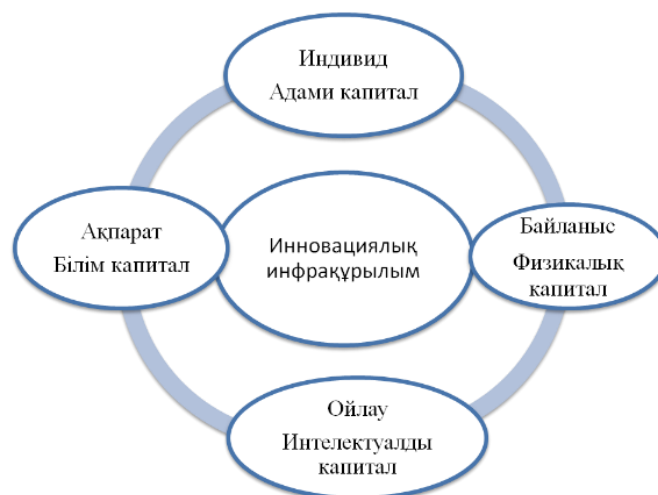 Индивид
Адами капитал
Ақпарат
Білім капитал
Инновациялық
инфрақұрылым
Байланыс
Физикалық
капитал
Ойлау
Интелектуалды
капитал